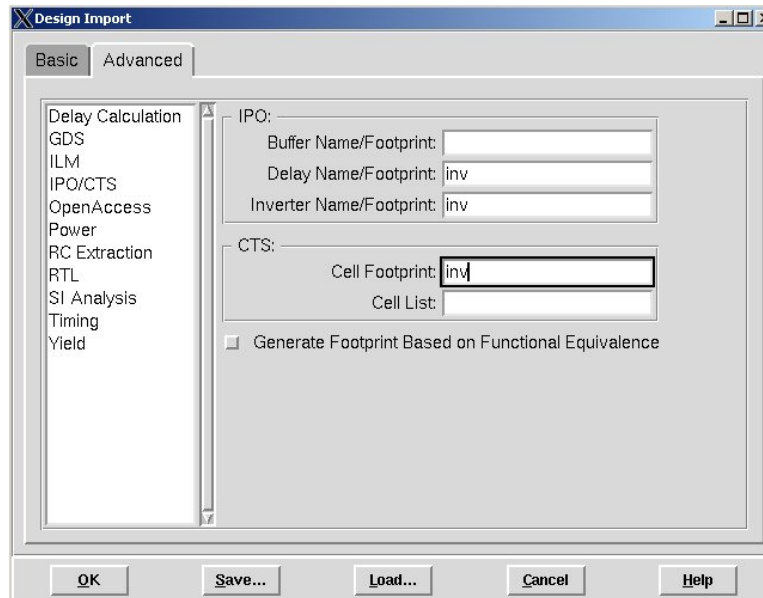 Design Import
Basic
Advanced
Delay Calculation
GDS
ILM
IPO/CTS
OpenAccess
Power
RC Extraction
RTL
SI Analysis
Timing
Yield
IPO:
Buffer Name/Footprint:
Delay Name/Footprint: inv
Inverter Name/Footprint: inv
CTS:
Cell Footprint: inv
Cell List:
Generate Footprint Based on Functional Equivalence
OK Save... Load... Cancel Help